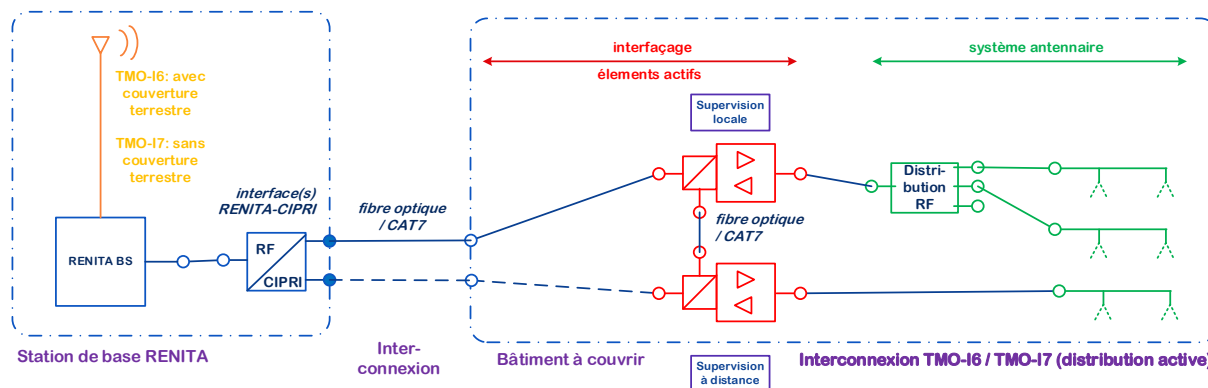 TMO-I6: avec
couverture
terrestre
TMO-I7: sans
couverture
terrestre
RENITA BS
interface(s)
RENITA-CIPRI
RF
CIPRI
Station de base RENITA
fibre optique
/ CAT7
Inter-
connexion
interfaçage
élements actifs
Supervision
locale
fibre optique
/ CAT7
Supervision
à distance
Bâtiment à couvrir
système antennaire
Distri-
bution
RF
Interconnexion TMO-I6 / TMO-I7 (distribution active)